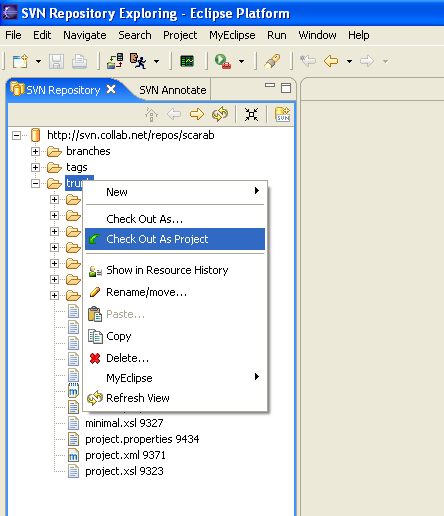 SVN Repository Exploring - Eclipse Platform
File Edit Navigate Search Project MyEclipse Run Window Help
SVN Repository SVN Annotate
SVN
http://svn.collab.net/repos/scarab
branches
tags
New
Check Out As...
Check Out As Project
Show in Resource History
Rename/move...
Paste...
Copy
Delete...
MyEclipse
Refresh View
minimal.xsl 9327
project.properties 9434
project.xml 9371
project.xsl 9323